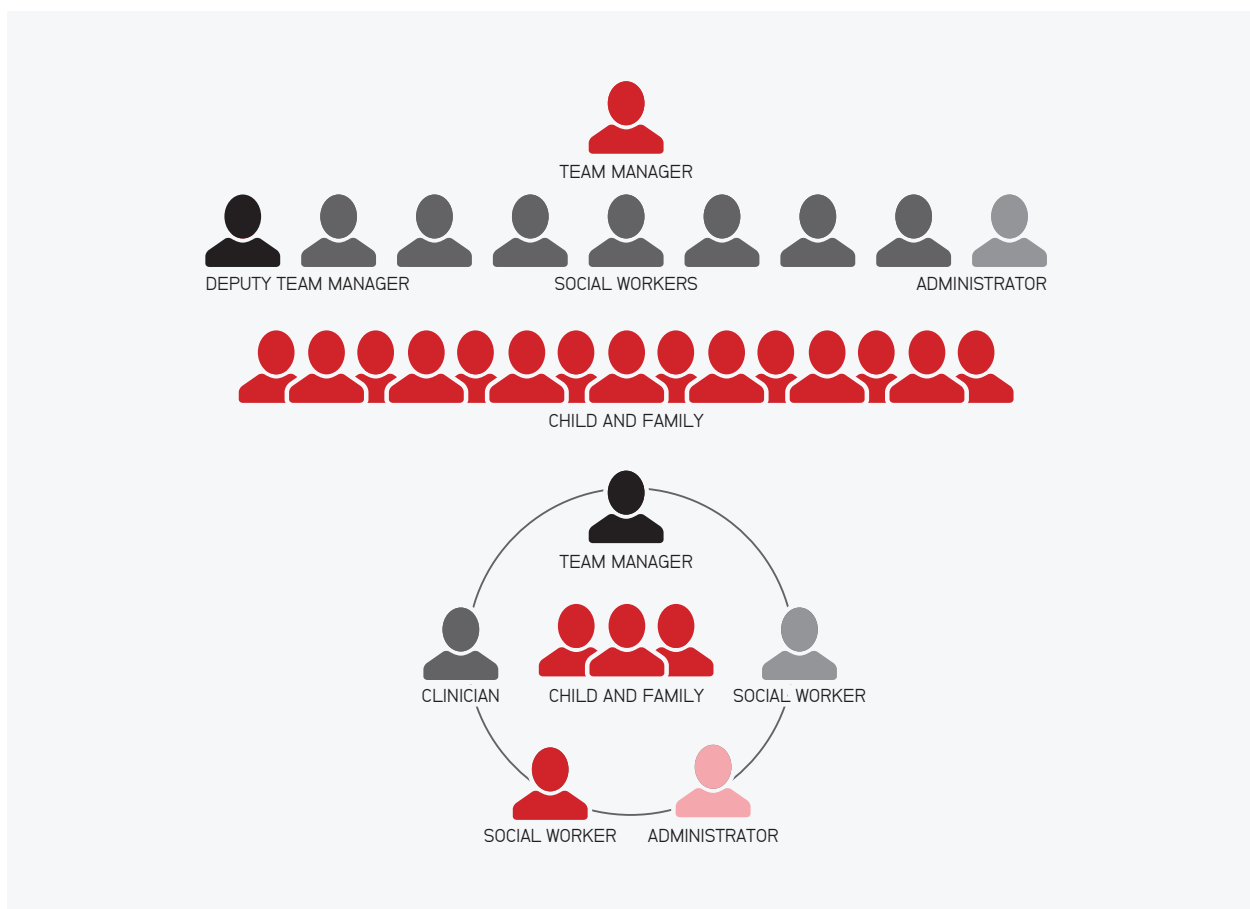 TEAM MANAGER
DEPUTY TEAM MANAGER
SOCIAL WORKERS
ADMINISTRATOR
CHILD AND FAMILY
TEAM MANAGER
CLINICIAN
CHILD AND FAMILY
SOCIAL WORKER
SOCIAL WORKER
ADMINISTRATOR